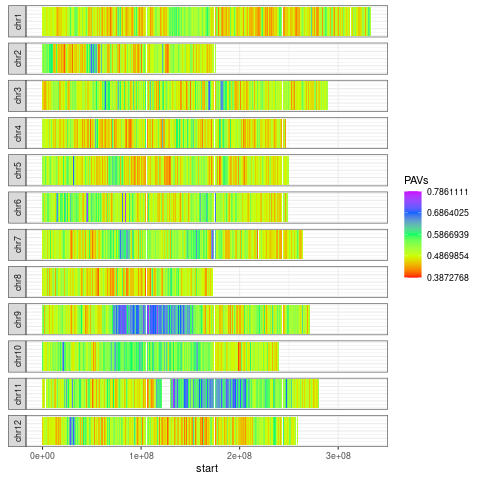 chr1
chr2
chr3
chr4
chr5
chr6
chr7
chr8
chr9
chr10
chr11
chr12
0e+00 1e+08 2e+08 3e+08
start
PAVs
0.7861111
0.6864025
0.5866939
0.4869854
0.3872768